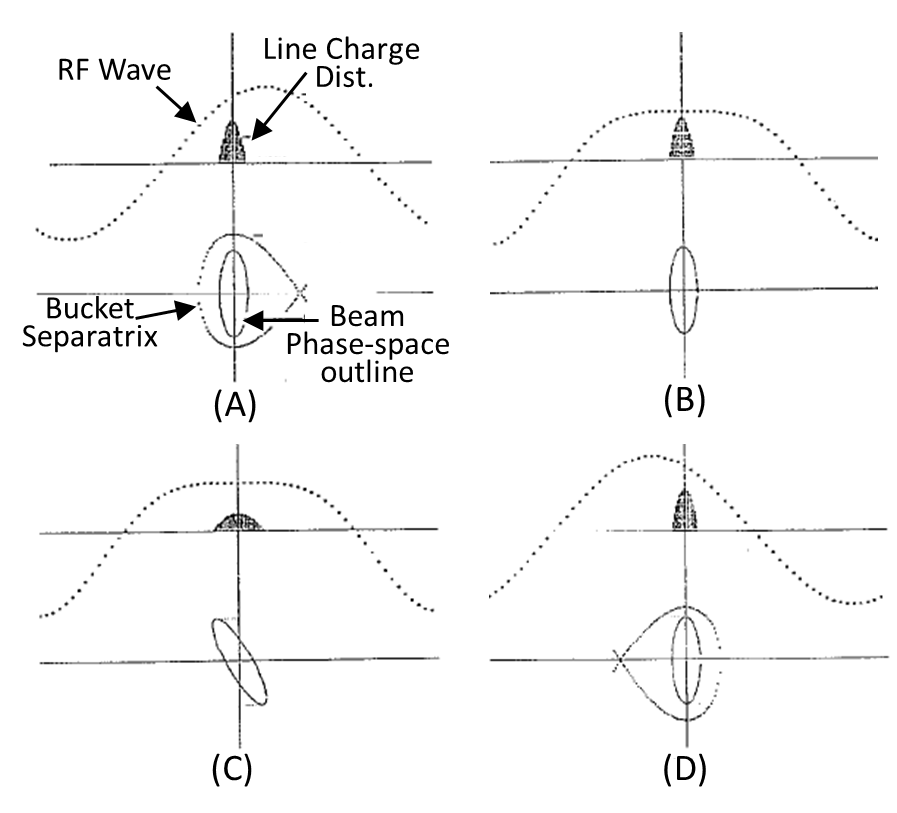 RF Wave
Line Charge
Dist.
Bucket
Separatrix
Beam
Phase-space
outline
(A)
(B)
(C)
(D)